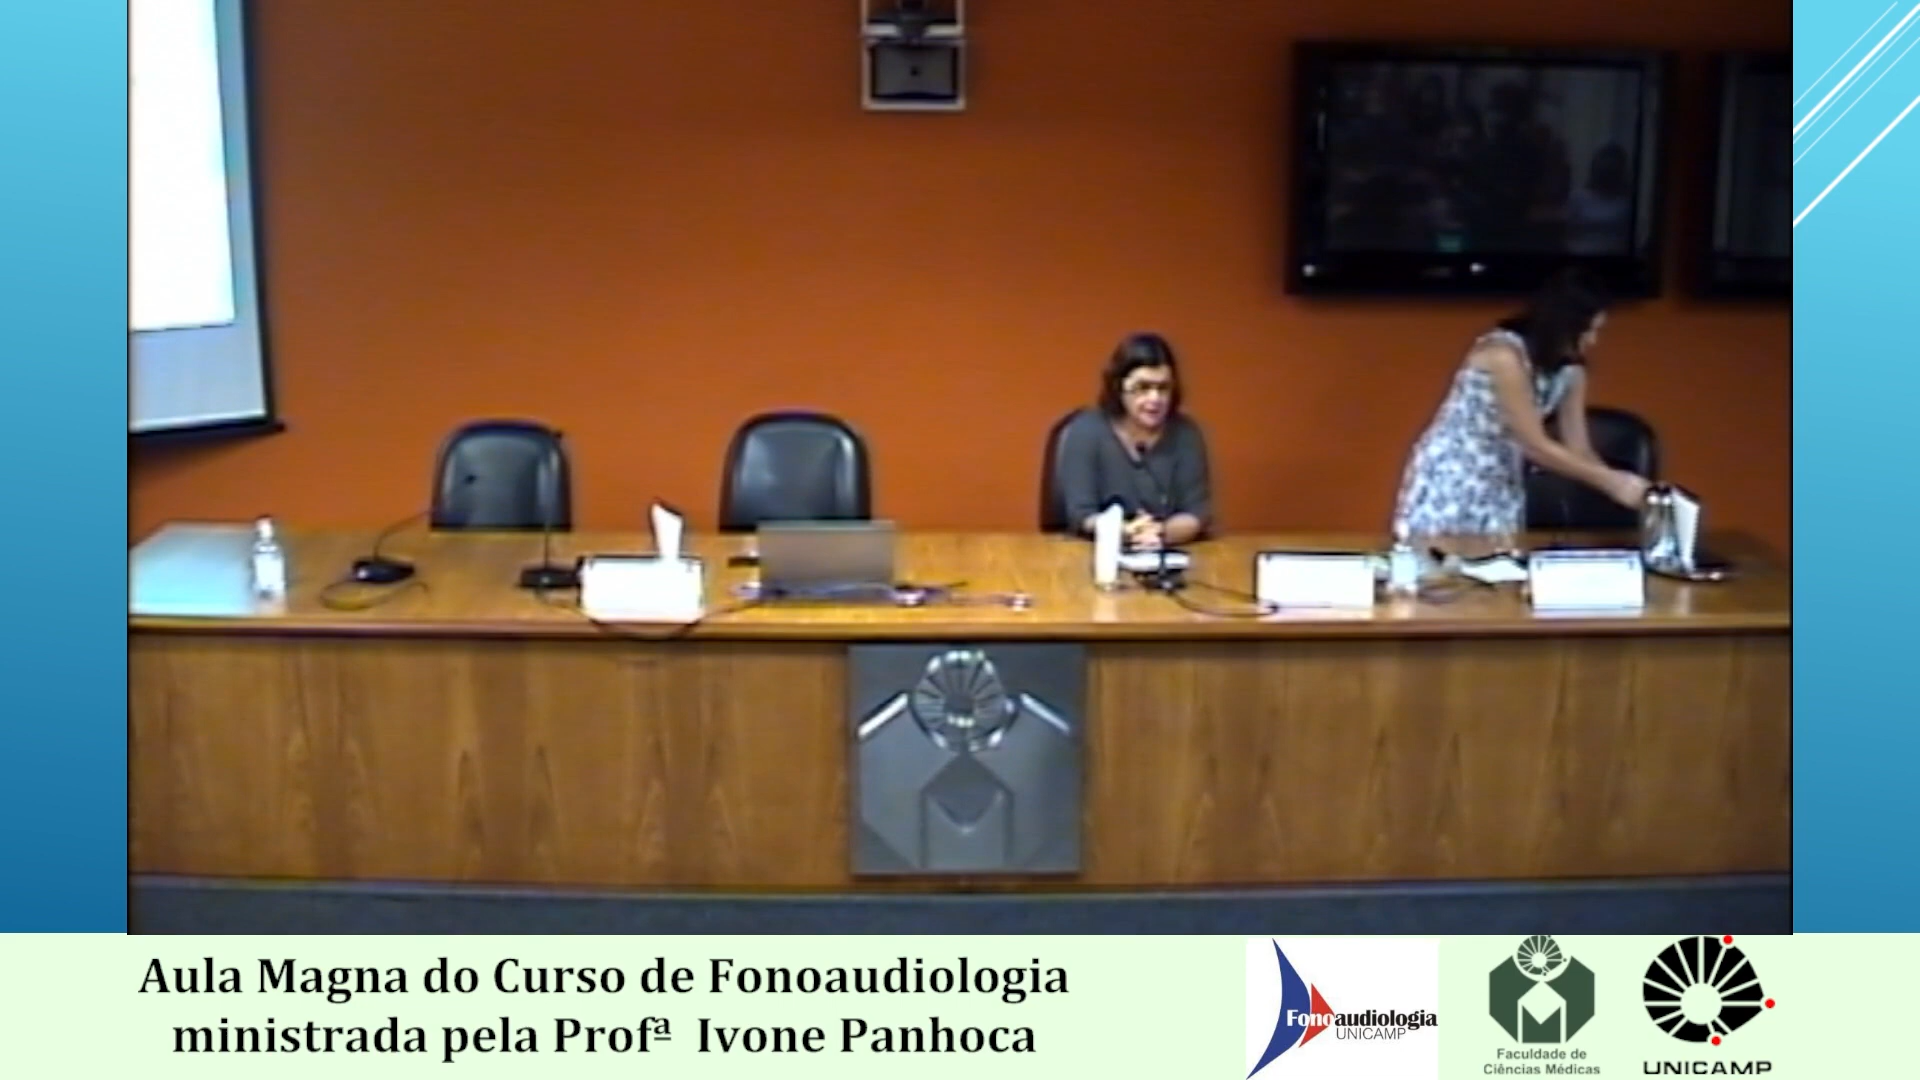 Aula Magna do Curso de Fonoaudiologia
ministrada pela Profª Ivone Panhoca
Fonoaudiologia
UNICAMP
Faculdade de
Ciências Médicas
UNICAMP